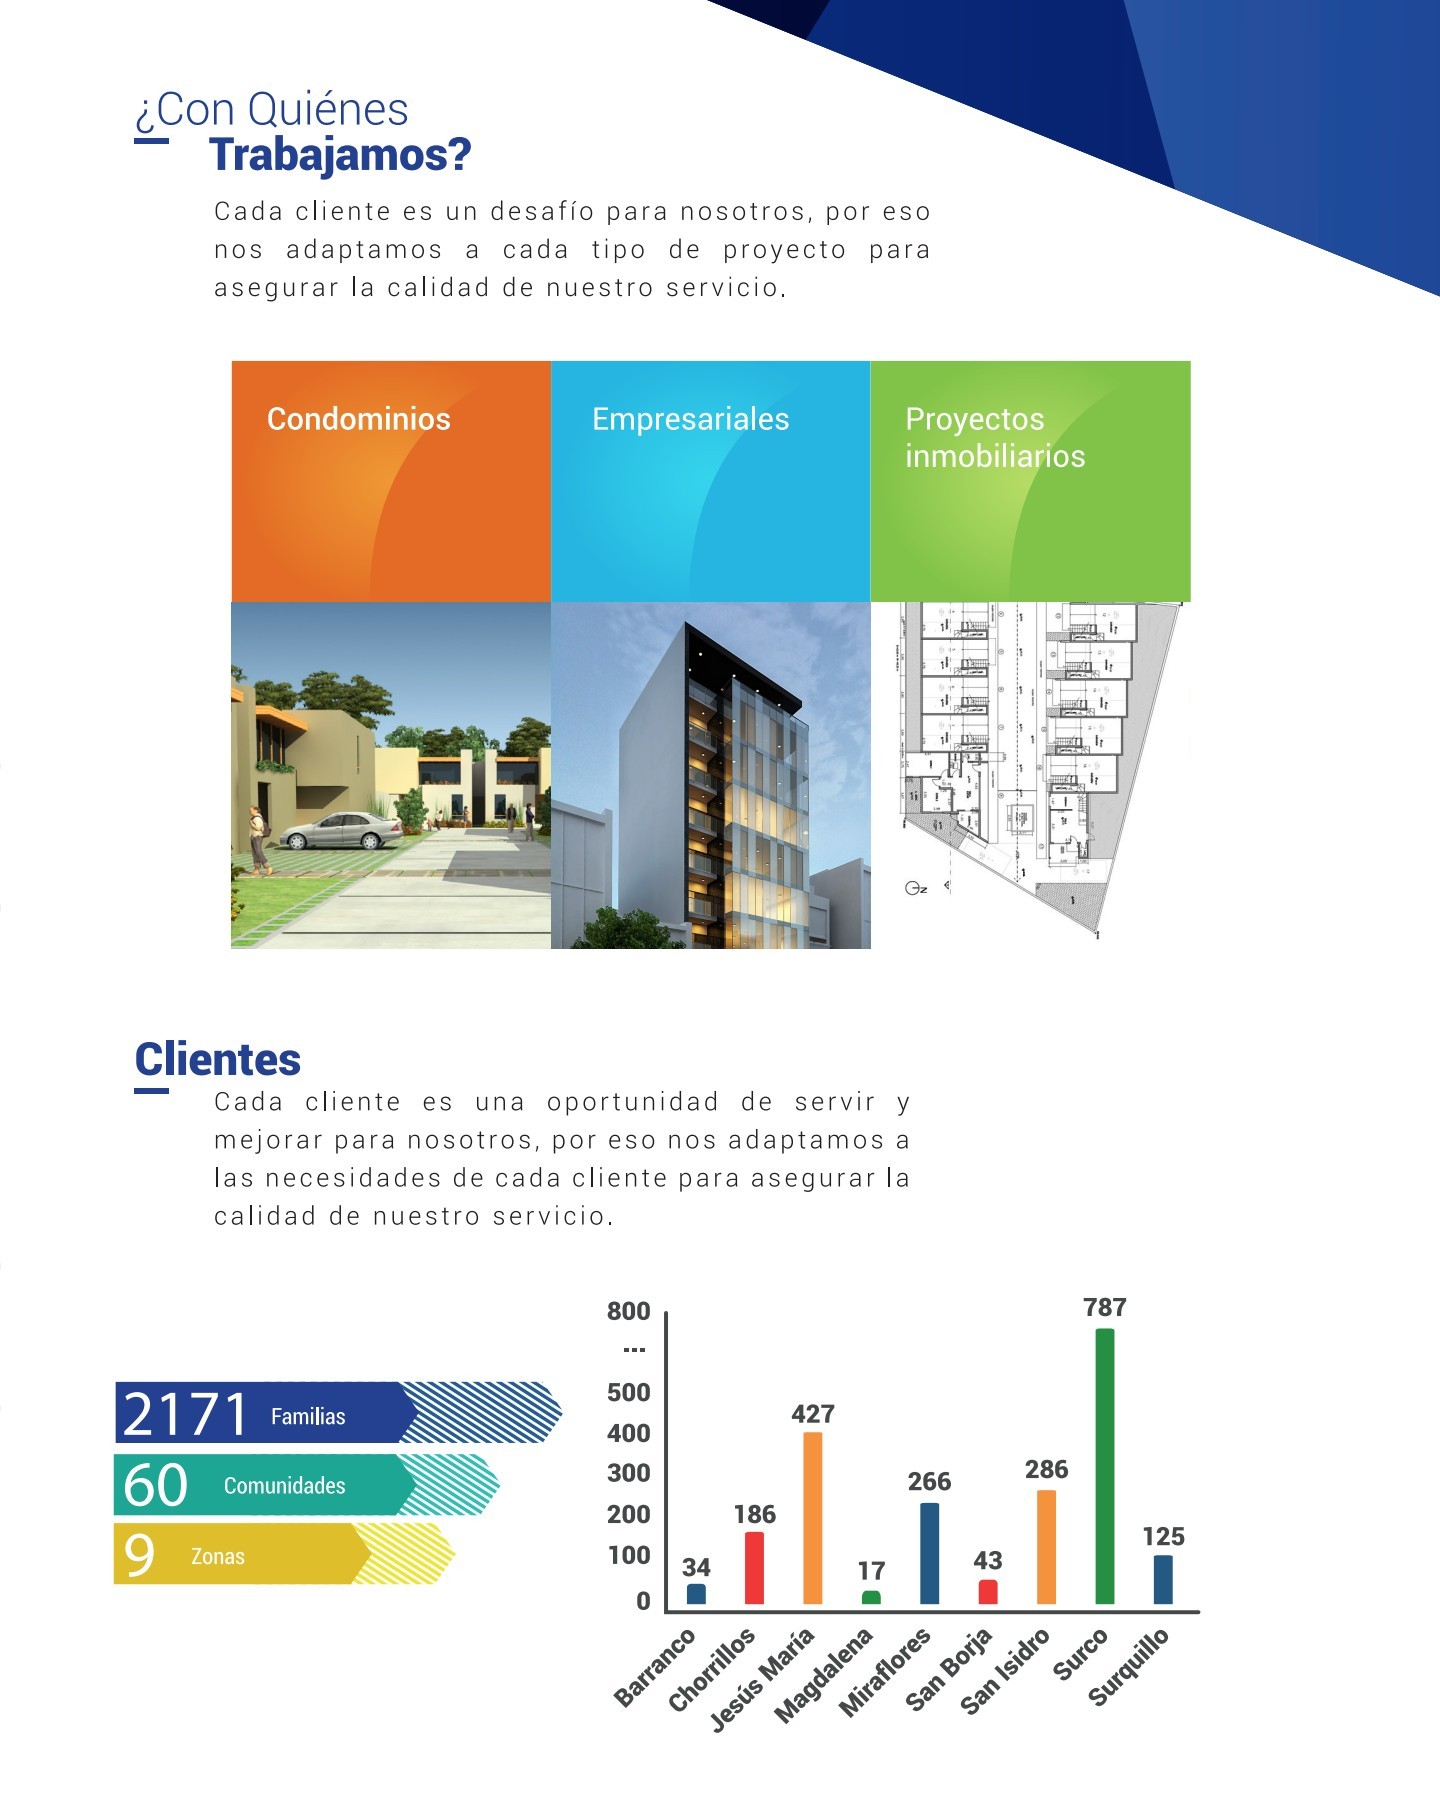 ¿Con Quiénes
Trabajamos?
Cada cliente es un desafío para nosotros, por eso
nos adaptamos a cada tipo de proyecto para
asegurar la calidad de nuestro servicio.
Condominios
Empresariales
Proyectos
inmobiliarios
Clientes
Cada cliente es una oportunidad de servir y
mejorar para nosotros, por eso nos adaptamos a
las necesidades de cada cliente para asegurar la
calidad de nuestro servicio.
2171 Familias
60 Comunidades
9 Zonas
800
...
500
400
300
200
100
0
34
186
427
17
266
43
286
787
125
Barranco
Chorrillos
Jesús María
Magdalena
Miraflores
San Borja
San Isidro
Surco
Surquillo